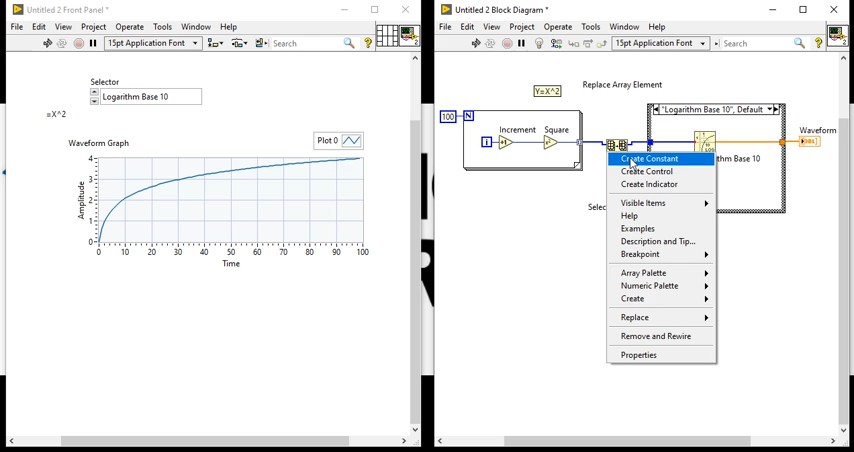 Untitled 2 Front Panel *
File Edit View Project Operate Tools Window Help
15pt Application Font
Search
2
Selector
Logarithm Base 10
=X^2
Waveform Graph
Plot 0
Amplitude
4
3
2
1
0
0 10 20 30 40 50 60 70 80 90 100
Time
Untitled 2 Block Diagram *
File Edit View Project Operate Tools Window Help
15pt Application Font
Search
2
Y=X^2
Replace Array Element
"Logarithm Base 10", Default
100
N
Increment Square
i
Waveform
thm Base 10
Selec
Create Constant
Create Control
Create Indicator
Visible Items
Help
Examples
Description and Tip...
Breakpoint
Array Palette
Numeric Palette
Create
Replace
Remove and Rewire
Properties